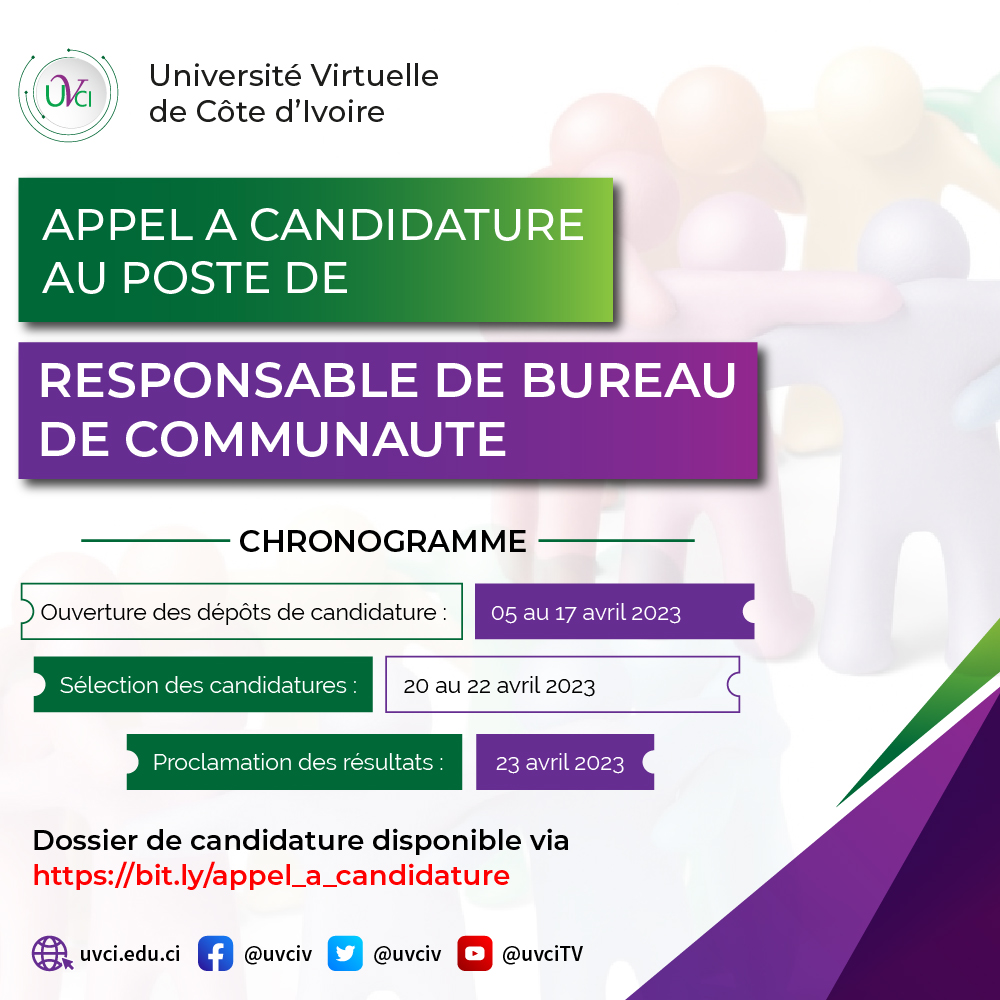 UVCI
Université Virtuelle
de Côte d'Ivoire
APPEL A CANDIDATURE
AU POSTE DE
RESPONSABLE DE BUREAU
DE COMMUNAUTE
CHRONOGRAMME
Ouverture des dépôts de candidature : 05 au 17 avril 2023
Sélection des candidatures : 20 au 22 avril 2023
Proclamation des résultats : 23 avril 2023
Dossier de candidature disponible via
https://bit.ly/appel_a_candidature
uvci.edu.ci @uvciv @uvciv @uvciTV